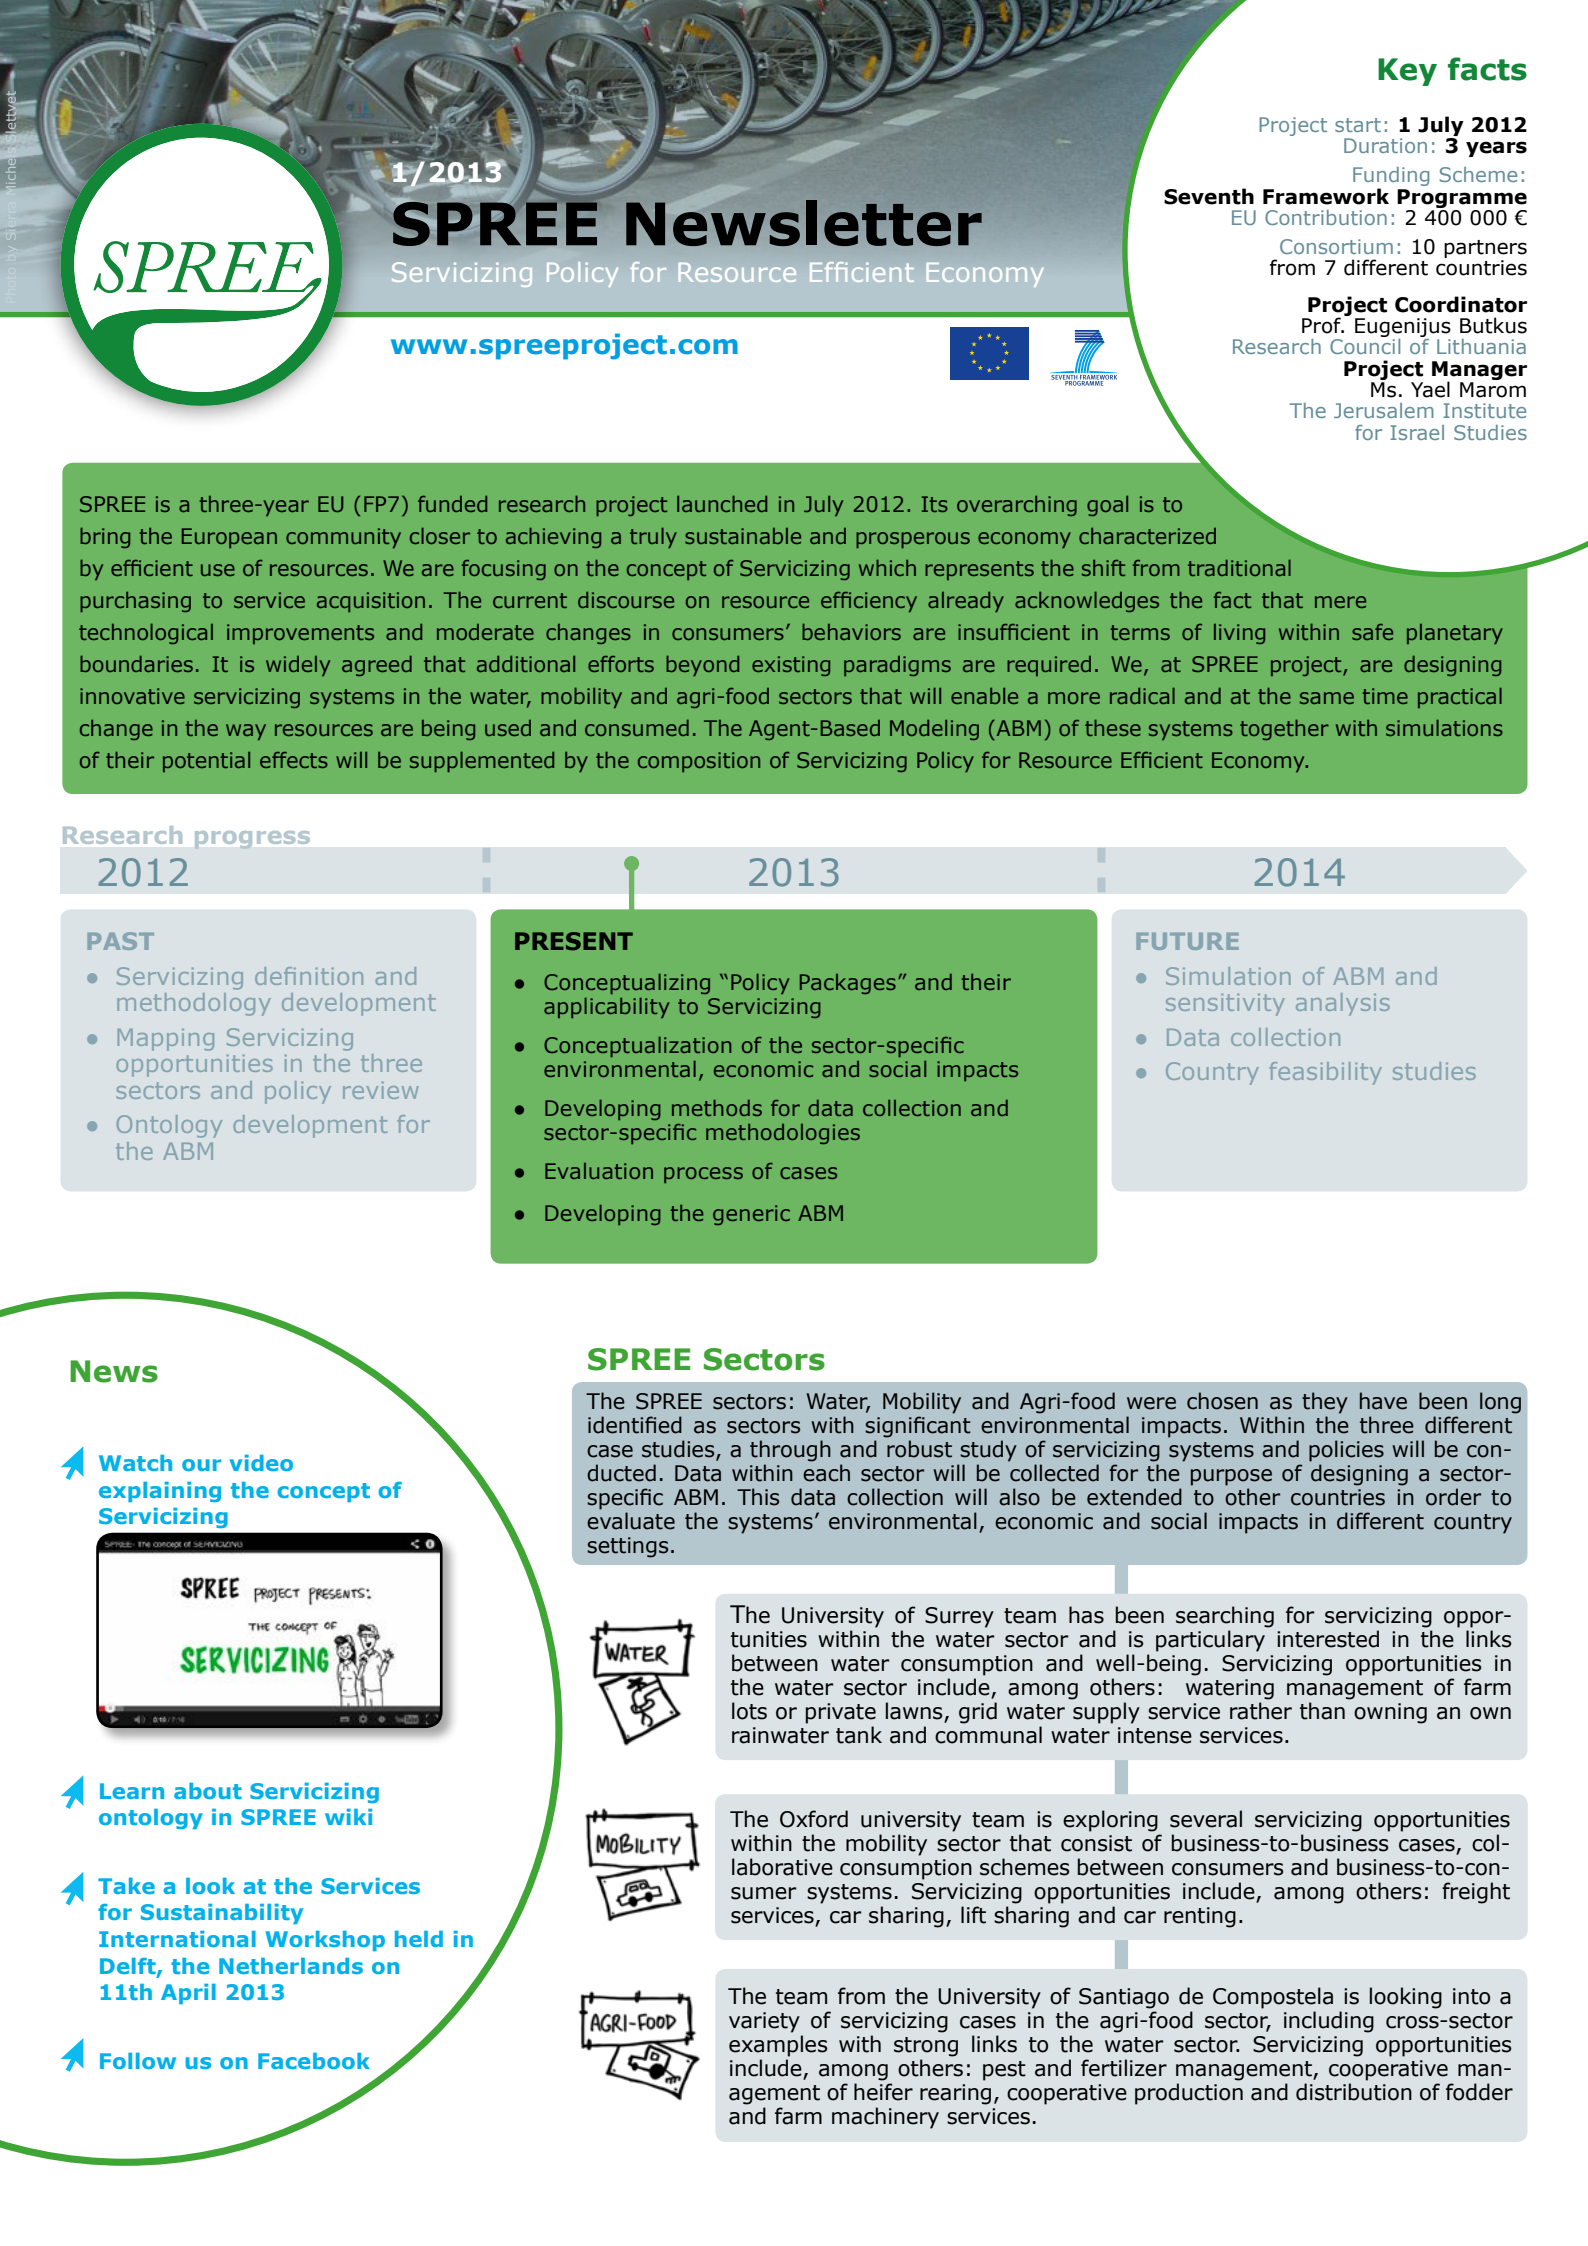 Photo by Sierra Michels Slettvet
1/2013
SPREE Newsletter
Servicizing Policy for Resource Efficient Economy
SPREE
www.spreeproject.com
SEVENTH FRAMEWORK
PROGRAMME
Key facts
Project start: 1 July 2012
Duration: 3 years
Funding Scheme:
Seventh Framework Programme
EU Contribution: 2 400 000 €
Consortium: 10 partners
from 7 different countries
Project Coordinator
Prof. Eugenijus Butkus
Research Council of Lithuania
Project Manager
Ms. Yael Marom
The Jerusalem Institute
for Israel Studies
SPREE is a three-year EU (FP7) funded research project launched in July 2012. Its overarching goal is to
bring the European community closer to achieving a truly sustainable and prosperous economy characterized
by efficient use of resources. We are focusing on the concept of Servicizing which represents the shift from traditional
purchasing to service acquisition. The current discourse on resource efficiency already acknowledges the fact that mere
technological improvements and moderate changes in consumers’ behaviors are insufficient in terms of living within safe planetary
boundaries. It is widely agreed that additional efforts beyond existing paradigms are required. We, at SPREE project, are designing
innovative servicizing systems in the water, mobility and agri-food sectors that will enable a more radical and at the same time practical
change in the way resources are being used and consumed. The Agent-Based Modeling (ABM) of these systems together with simulations
of their potential effects will be supplemented by the composition of Servicizing Policy for Resource Efficient Economy.
Research progress
2012
2013
2014
PAST
● Servicizing definition and
methodology development
● Mapping Servicizing
opportunities in the three
sectors and policy review
● Ontology development for
the ABM
PRESENT
● Conceptualizing “Policy Packages” and their
applicability to Servicizing
● Conceptualization of the sector-specific
environmental, economic and social impacts
● Developing methods for data collection and
sector-specific methodologies
● Evaluation process of cases
● Developing the generic ABM
FUTURE
● Simulation of ABM and
sensitivity analysis
● Data collection
● Country feasibility studies
News
Watch our video
explaining the concept of
Servicizing
SPREE- The concept of SERVICIZING
SPREE PROJECT PRESENTS:
THE CONCEPT OF
SERVICIZING
0:10 / 7:16
YouTube
Learn about Servicizing
ontology in SPREE wiki
Take a look at the Services
for Sustainability
International Workshop held in
Delft, the Netherlands on
11th April 2013
Follow us on Facebook
SPREE Sectors
The SPREE sectors: Water, Mobility and Agri-food were chosen as they have been long
identified as sectors with significant environmental impacts. Within the three different
case studies, a through and robust study of servicizing systems and policies will be con-
ducted. Data within each sector will be collected for the purpose of designing a sector-
specific ABM. This data collection will also be extended to other countries in order to
evaluate the systems’ environmental, economic and social impacts in different country
settings.
WATER
The University of Surrey team has been searching for servicizing oppor-
tunities within the water sector and is particulary interested in the links
between water consumption and well-being. Servicizing opportunities in
the water sector include, among others: watering management of farm
lots or private lawns, grid water supply service rather than owning an own
rainwater tank and communal water intense services.
MOBILITY
The Oxford university team is exploring several servicizing opportunities
within the mobility sector that consist of business-to-business cases, col-
laborative consumption schemes between consumers and business-to-con-
sumer systems. Servicizing opportunities include, among others: freight
services, car sharing, lift sharing and car renting.
AGRI-FOOD
The team from the University of Santiago de Compostela is looking into a
variety of servicizing cases in the agri-food sector, including cross-sector
examples with strong links to the water sector. Servicizing opportunities
include, among others: pest and fertilizer management, cooperative man-
agement of heifer rearing, cooperative production and distribution of fodder
and farm machinery services.